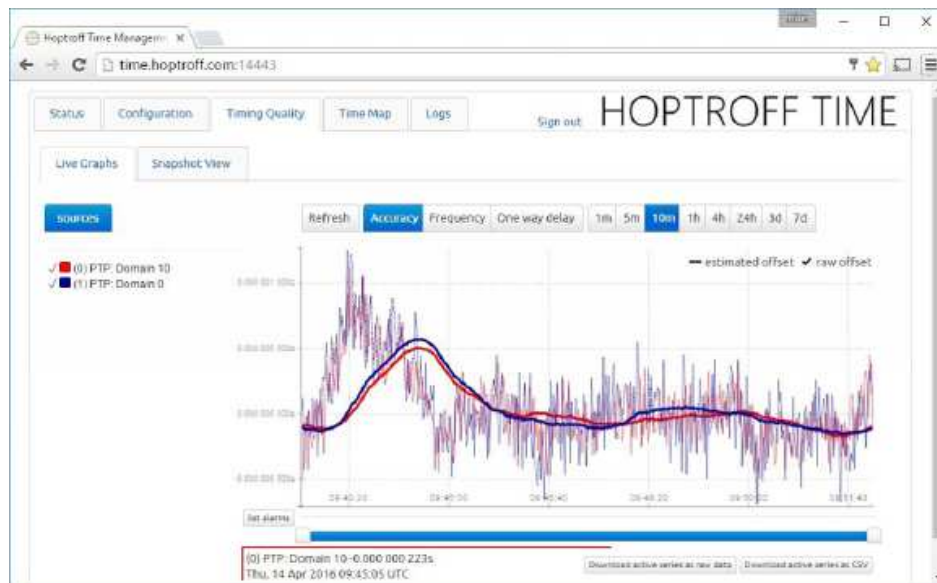 Hoptroff Time Managem
time.hoptroff.com:14443
Status Configuration Timing Quality Time Map Logs Sign out HOPTROFF TIME
Live Graphs Snapshot View
sources
Refresh Accuracy Frequency One way delay 1m 5m 10m 1h 4h 24h 3d 7d
estimated offset raw offset
(0) PTP: Domain 10
(1) PTP: Domain 0
Set alarms
(0) PTP: Domain 10 -0.000 000 223s
Download active series as raw data Download active series as CSV
Thu, 14 Apr 2016 09:45:05 UTC